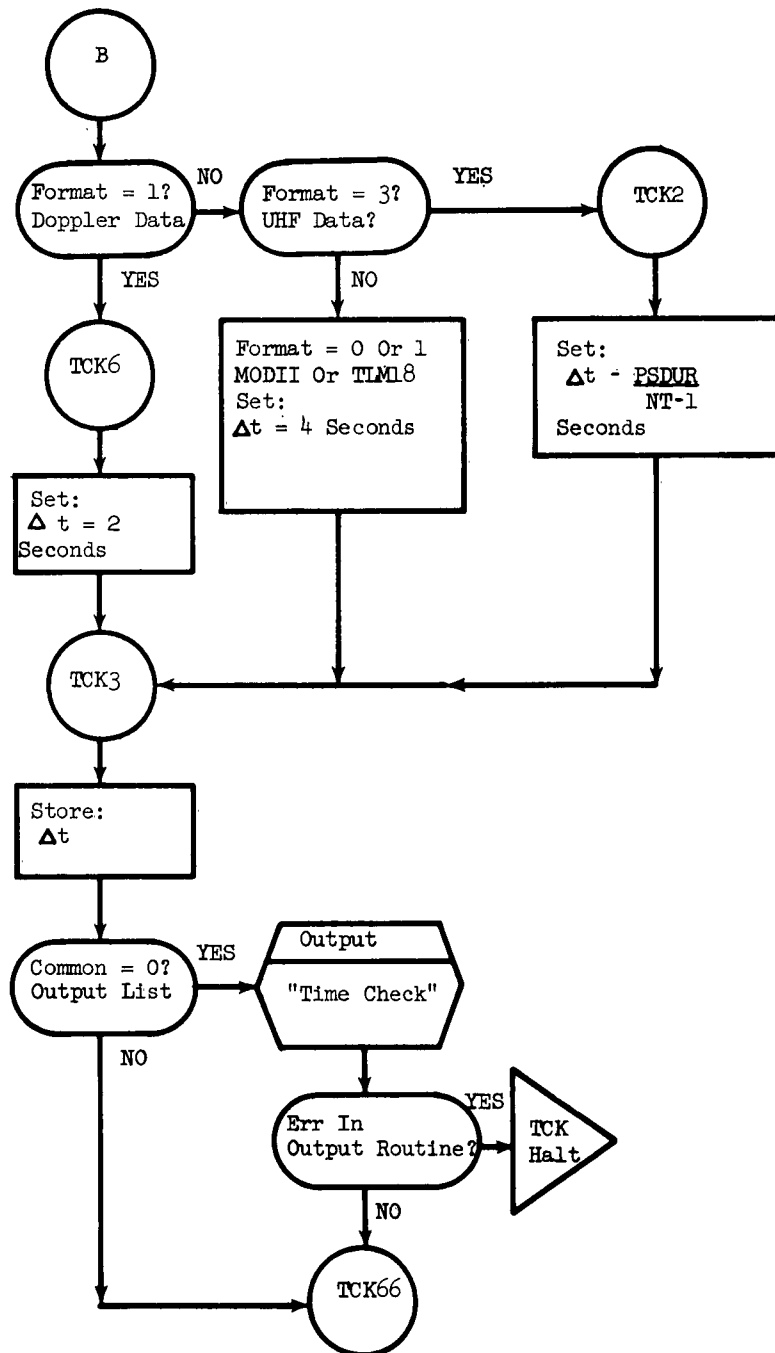 B
Format = 1?
Doppler Data
NO
Format = 3?
UHF Data?
YES
TCK2
YES
NO
TCK6
Format = 0 Or 1
MODII Or TLM18
Set:
Δt = 4 Seconds
Set:
Δt - PSDUR
NT-1
Seconds
Set:
Δ t = 2
Seconds
TCK3
Store:
Δt
Common = 0?
Output List
YES
Output
"Time Check"
NO
Err In
Output Routine?
YES
TCK
Halt
NO
TCK66